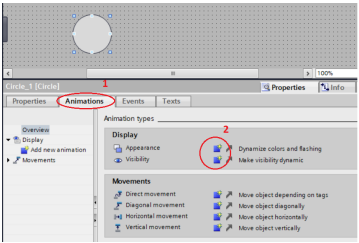 100%
Circle_1 [Circle]
Properties
Info
1
Properties
Animations
Events
Texts
Animation types
Overview
Display
Add new animation
Movements
2
Display
Appearance
Dynamize colors and flashing
Visibility
Make visibility dynamic
Movements
Direct movement
Move object depending on tags
Diagonal movement
Move object diagonally
Horizontal movement
Move object horizontally
Vertical movement
Move object vertically